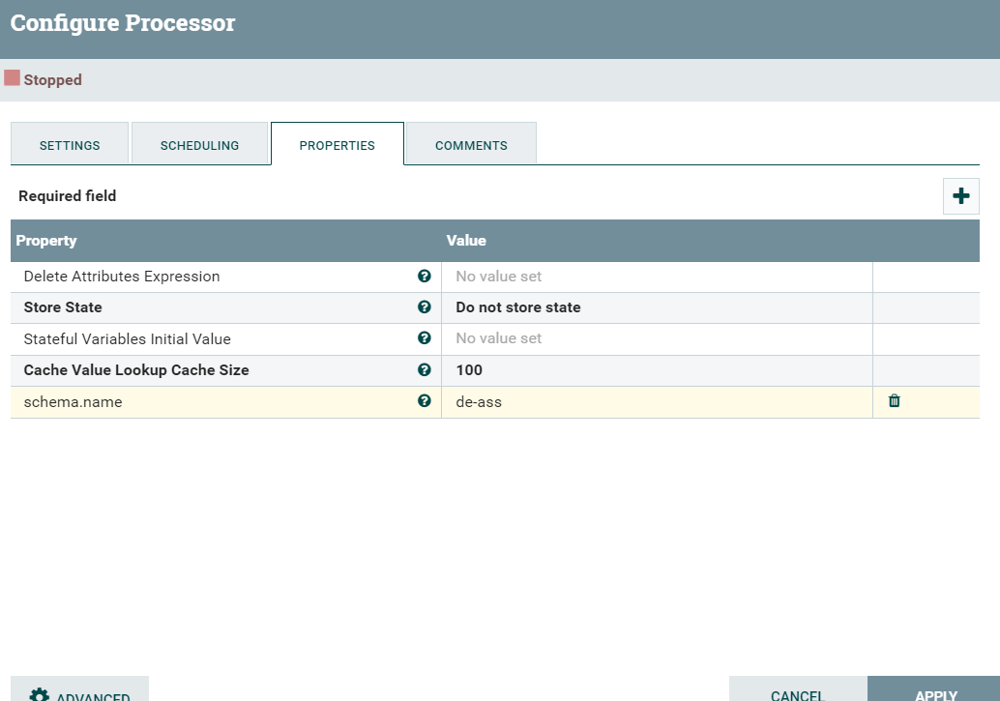 Configure Processor
Stopped
SETTINGS SCHEDULING PROPERTIES COMMENTS
Required field
Property Value
Delete Attributes Expression No value set
Store State Do not store state
Stateful Variables Initial Value No value set
Cache Value Lookup Cache Size 100
schema.name de-ass
ADVANCED CANCEL APPLY